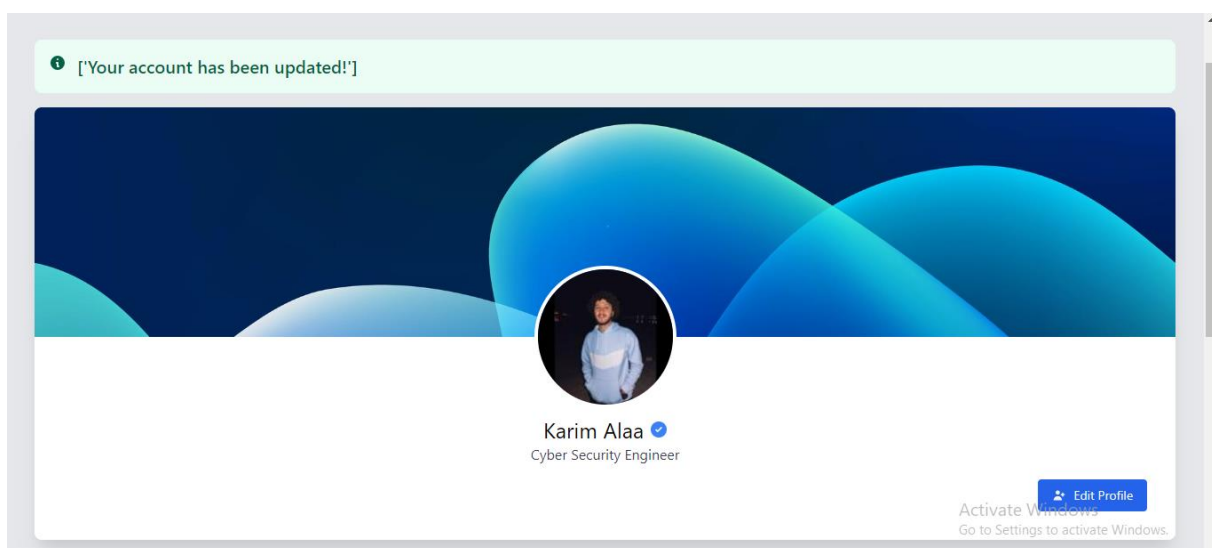 ['Your account has been updated!']
Karim Alaa
Cyber Security Engineer
Edit Profile
Activate Windows
Go to Settings to activate Windows.